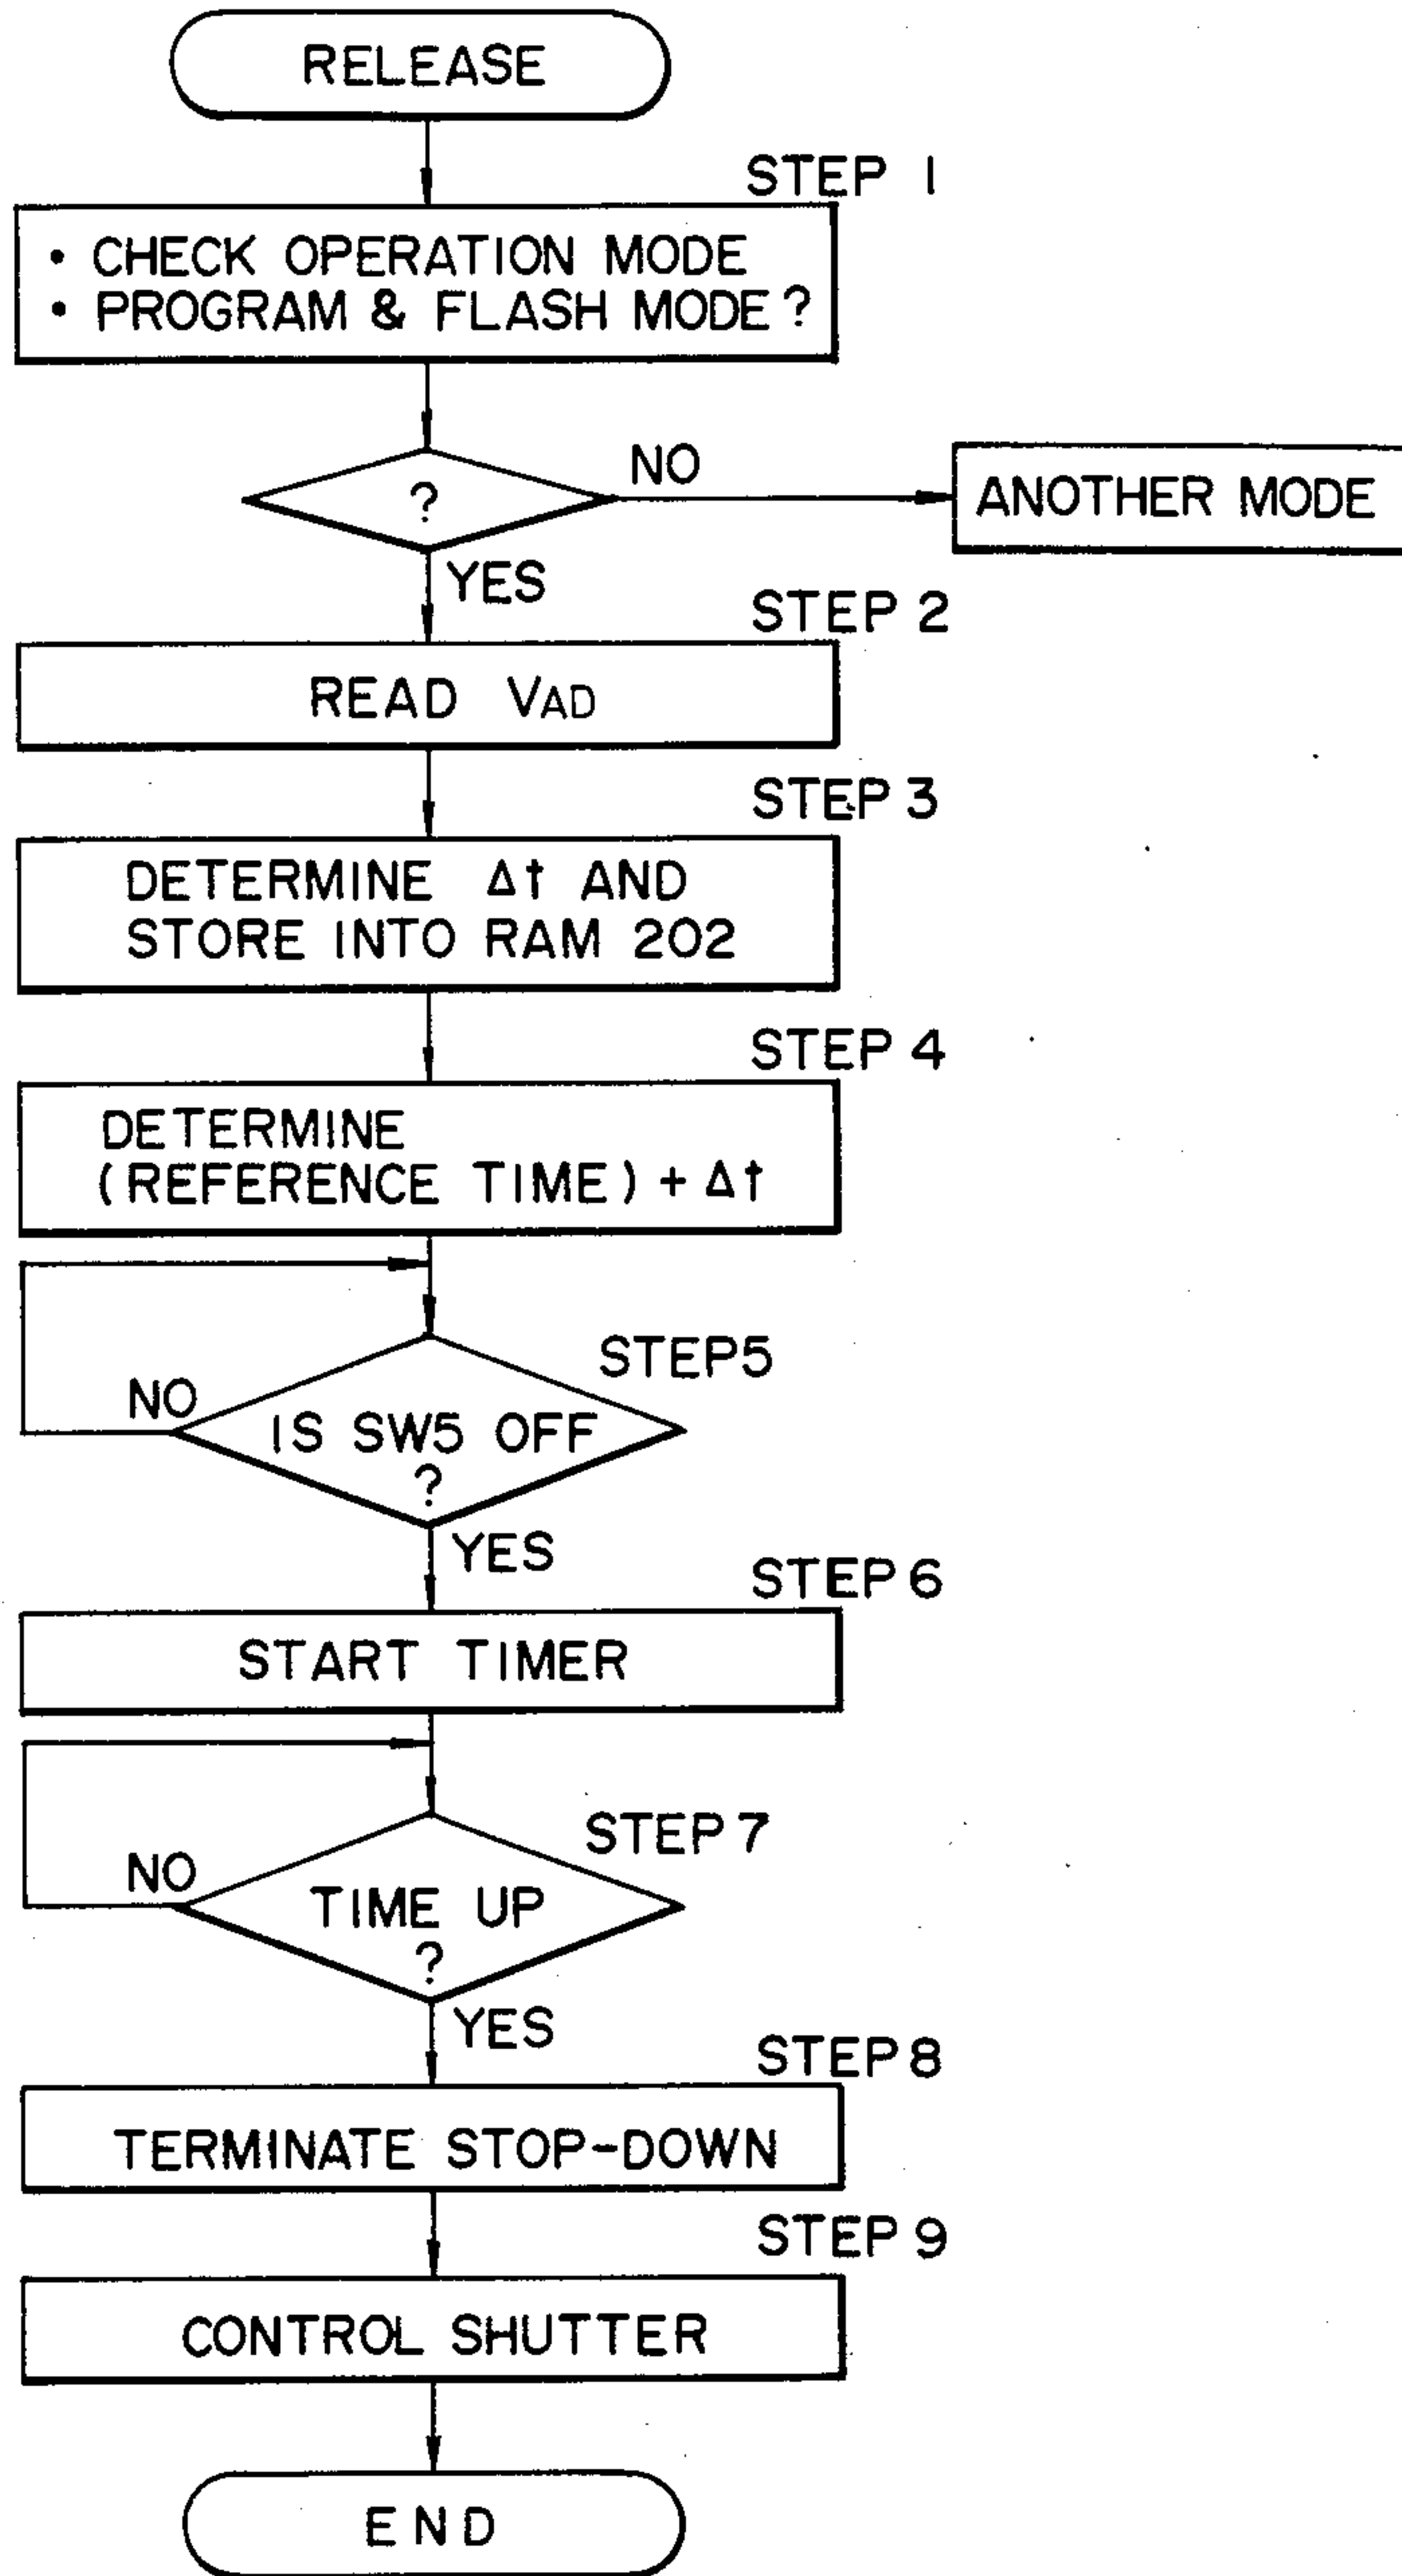 RELEASE
STEP 1
• CHECK OPERATION MODE
• PROGRAM & FLASH MODE?
?
NO
ANOTHER MODE
YES
STEP 2
READ VAD
STEP 3
DETERMINE Δt AND
STORE INTO RAM 202
STEP 4
DETERMINE
(REFERENCE TIME) + Δt
STEP5
NO
IS SW5 OFF
?
YES
STEP 6
START TIMER
STEP 7
NO
TIME UP
?
YES
STEP 8
TERMINATE STOP-DOWN
STEP 9
CONTROL SHUTTER
END